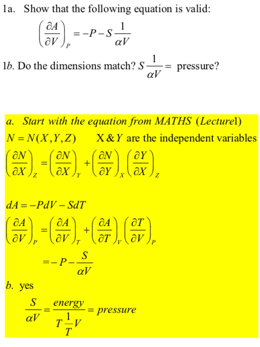 1a. Show that the following equation is valid:
(∂A/∂V)_P = −P − S 1/(αV)
1b. Do the dimensions match? S 1/(αV) = pressure?
a. Start with the equation from MATHS (Lecture1)
N = N(X,Y,Z) X & Y are the independent variables
(∂N/∂X)_Z = (∂N/∂X)_Y + (∂N/∂Y)_X (∂Y/∂X)_Z
dA = −PdV − SdT
(∂A/∂V)_P = (∂A/∂V)_T + (∂A/∂T)_V (∂T/∂V)_P
= −P − S/(αV)
b. yes
S/(αV) = energy/(T 1/T V) = pressure